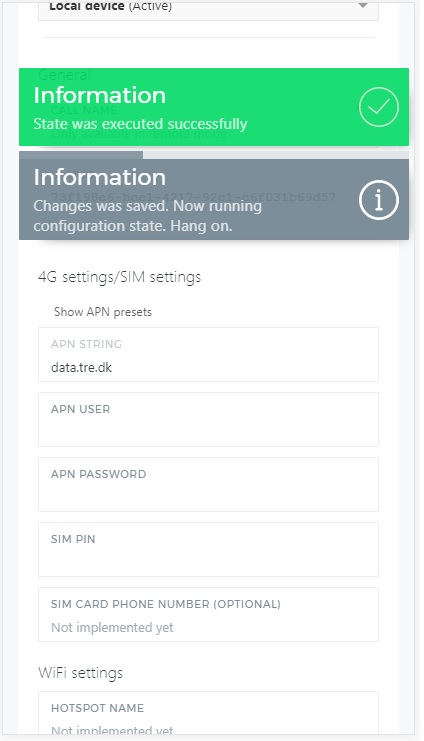 Local device (Active)
General
Information
State was executed successfully
Information
Changes was saved. Now running
configuration state. Hang on.
4G settings/SIM settings
Show APN presets
APN STRING
data.tre.dk
APN USER
APN PASSWORD
SIM PIN
SIM CARD PHONE NUMBER (OPTIONAL)
Not implemented yet
WiFi settings
HOTSPOT NAME
Not implemented yet